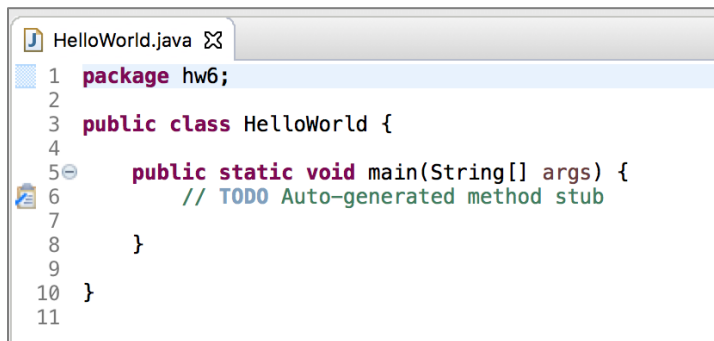 HelloWorld.java
1 package hw6;
2
3 public class HelloWorld {
4
5 public static void main(String[] args) {
6 // TODO Auto-generated method stub
7
8 }
9
10 }
11